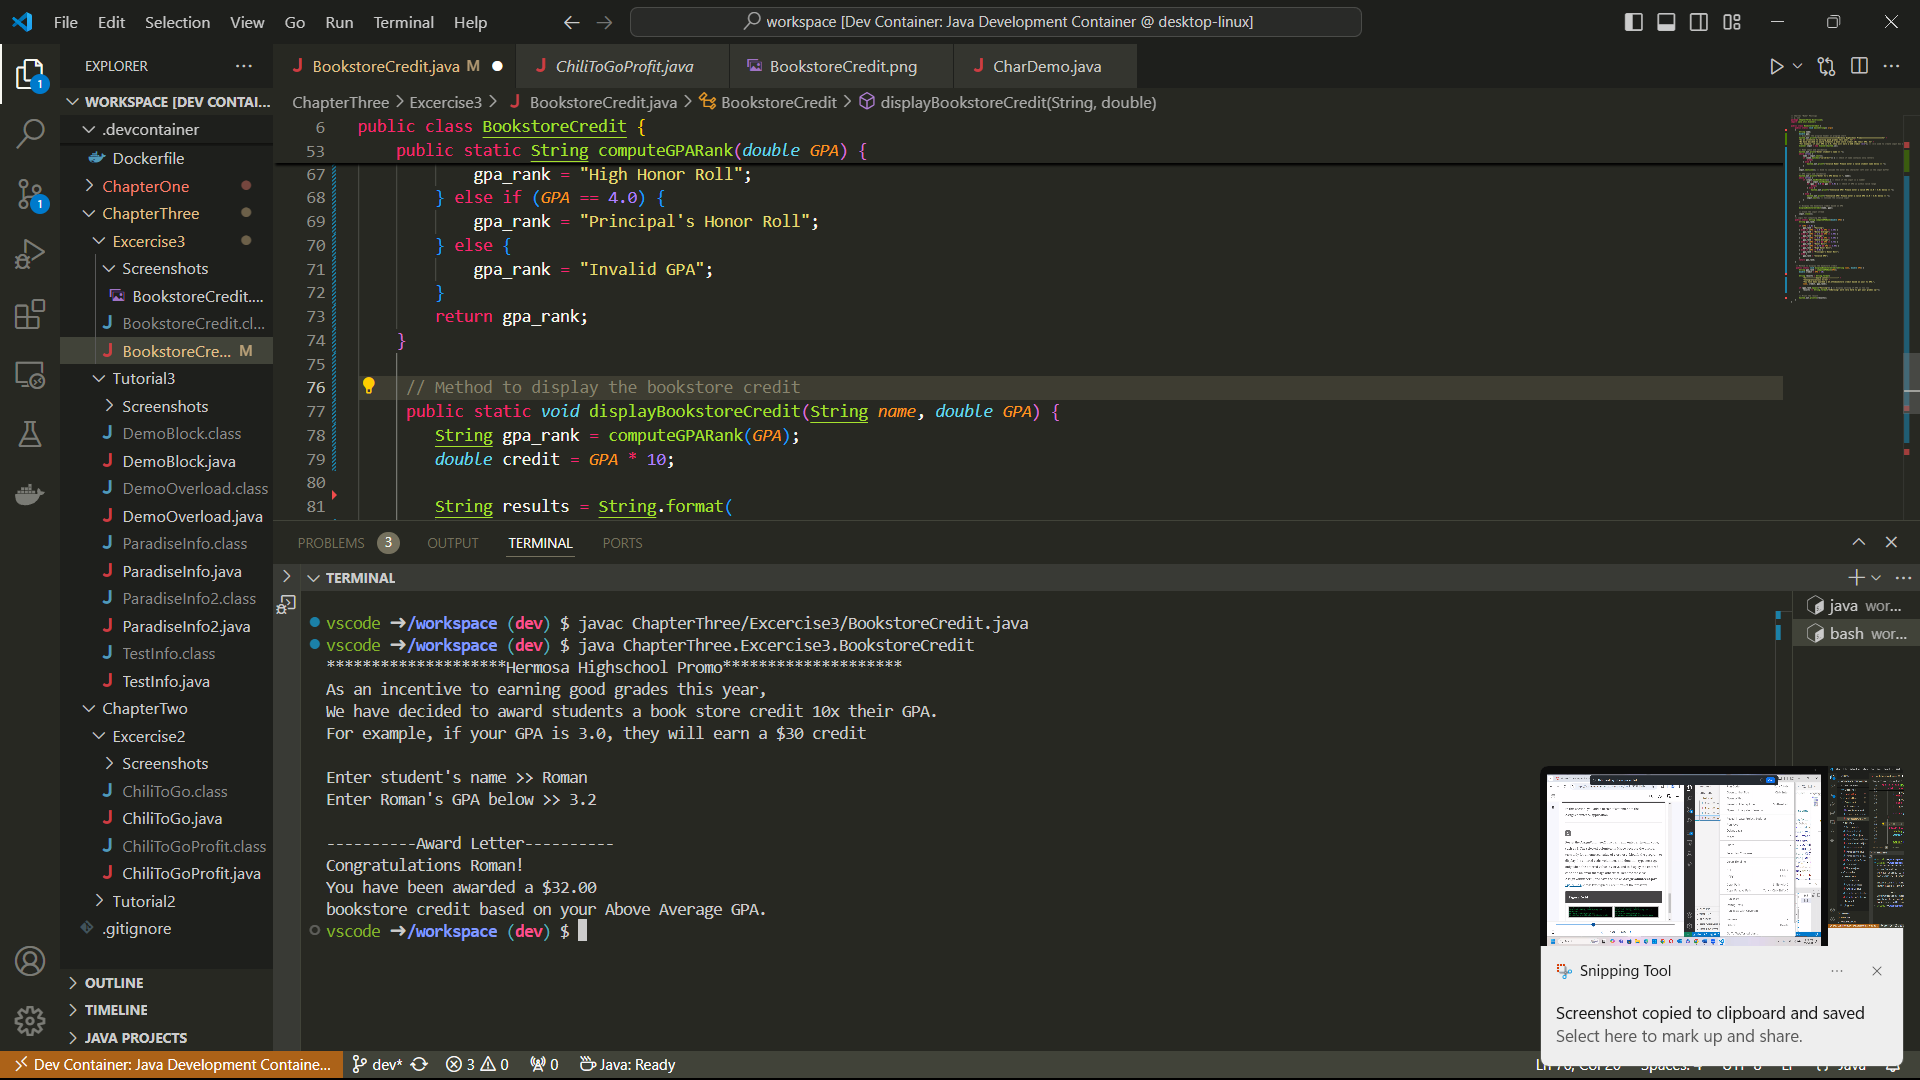 File Edit Selection View Go Run Terminal Help
workspace [Dev Container: Java Development Container @ desktop-linux]
EXPLORER
BookstoreCredit.java M
ChiliToGoProfit.java
BookstoreCredit.png
CharDemo.java
WORKSPACE [DEV CONTAI...
ChapterThree > Excercise3 > BookstoreCredit.java > BookstoreCredit > displayBookstoreCredit(String, double)
.devcontainer
Dockerfile
ChapterOne
ChapterThree
Excercise3
Screenshots
BookstoreCredit....
BookstoreCredit.cl...
BookstoreCre... M
Tutorial3
Screenshots
DemoBlock.class
DemoBlock.java
DemoOverload.class
DemoOverload.java
ParadiseInfo.class
ParadiseInfo.java
ParadiseInfo2.class
ParadiseInfo2.java
TestInfo.class
TestInfo.java
ChapterTwo
Excercise2
Screenshots
ChiliToGo.class
ChiliToGo.java
ChiliToGoProfit.class
ChiliToGoProfit.java
Tutorial2
.gitignore
OUTLINE
TIMELINE
JAVA PROJECTS
1
1
6 public class BookstoreCredit {
53 public static String computeGPARank(double GPA) {
67 gpa_rank = "High Honor Roll";
68 } else if (GPA == 4.0) {
69 gpa_rank = "Principal's Honor Roll";
70 } else {
71 gpa_rank = "Invalid GPA";
72 }
73 return gpa_rank;
74 }
75
76 // Method to display the bookstore credit
77 public static void displayBookstoreCredit(String name, double GPA) {
78 String gpa_rank = computeGPARank(GPA);
79 double credit = GPA * 10;
80
81 String results = String.format(
PROBLEMS 3 OUTPUT TERMINAL PORTS
TERMINAL
java wor...
bash wor...
vscode ➜/workspace (dev) $ javac ChapterThree/Excercise3/BookstoreCredit.java
vscode ➜/workspace (dev) $ java ChapterThree.Excercise3.BookstoreCredit
********************Hermosa Highschool Promo********************
As an incentive to earning good grades this year,
We have decided to award students a book store credit 10x their GPA.
For example, if your GPA is 3.0, they will earn a $30 credit
Enter student's name >> Roman
Enter Roman's GPA below >> 3.2
----------Award Letter----------
Congratulations Roman!
You have been awarded a $32.00
bookstore credit based on your Above Average GPA.
vscode ➜/workspace (dev) $
Snipping Tool
Screenshot copied to clipboard and saved
Select here to mark up and share.
Dev Container: Java Development Containe... dev* 3 0 0 Java: Ready